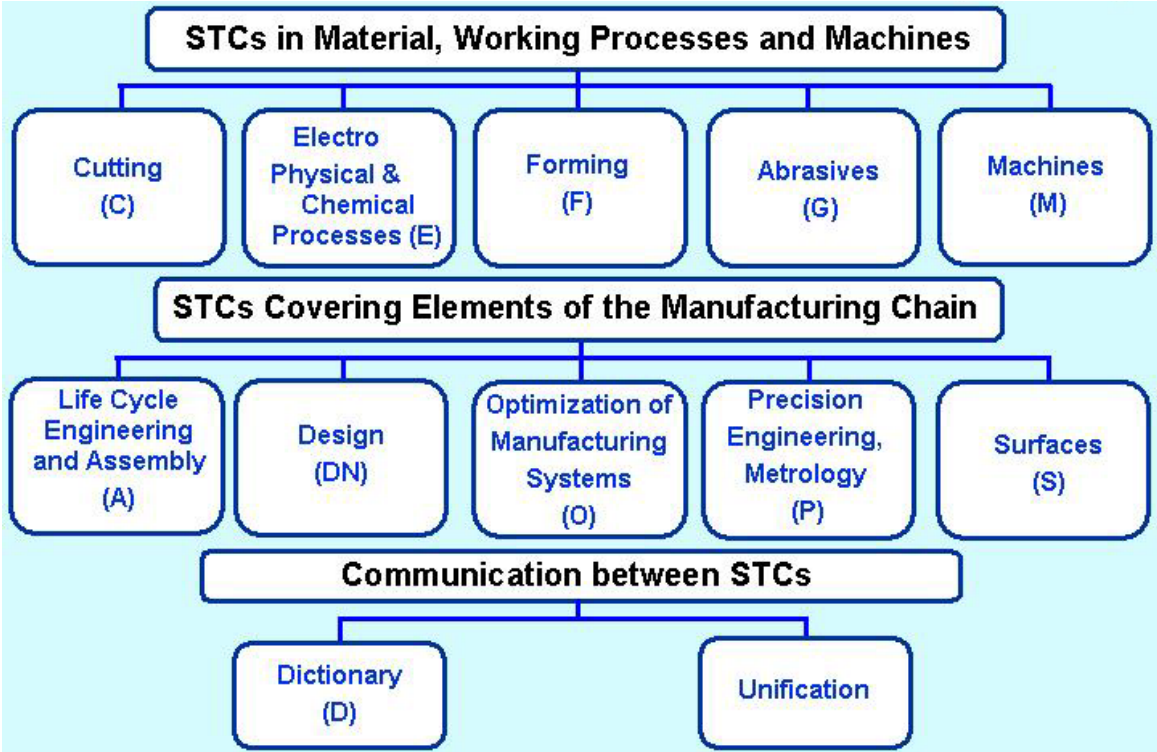 STCs in Material, Working Processes and Machines
Cutting
(C)
Electro
Physical &
Chemical
Processes (E)
Forming
(F)
Abrasives
(G)
Machines
(M)
STCs Covering Elements of the Manufacturing Chain
Life Cycle
Engineering
and Assembly
(A)
Design
(DN)
Optimization of
Manufacturing
Systems
(O)
Precision
Engineering,
Metrology
(P)
Surfaces
(S)
Communication between STCs
Dictionary
(D)
Unification